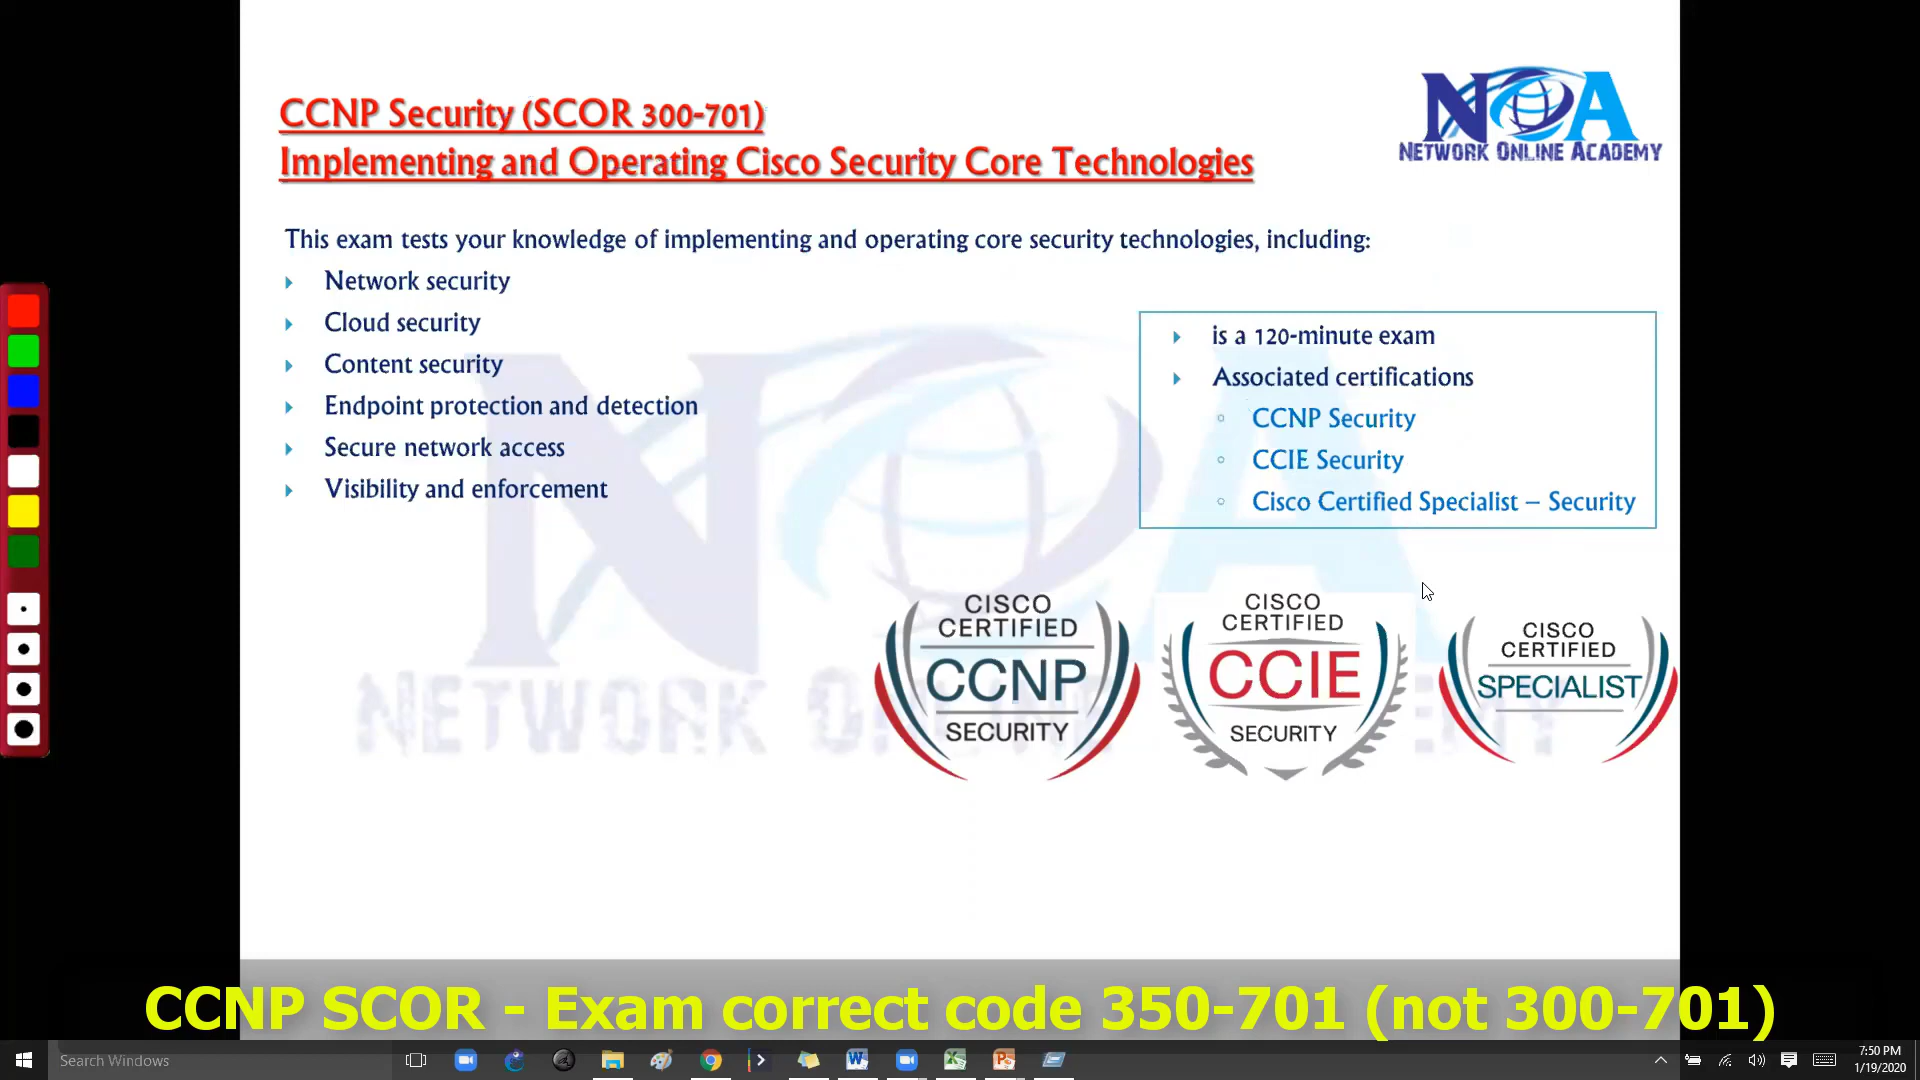 CCNP Security (SCOR 300-701)
Implementing and Operating Cisco Security Core Technologies
NOA
NETWORK ONLINE ACADEMY
This exam tests your knowledge of implementing and operating core security technologies, including:
Network security
Cloud security
Content security
Endpoint protection and detection
Secure network access
Visibility and enforcement
is a 120-minute exam
Associated certifications
CCNP Security
CCIE Security
Cisco Certified Specialist – Security
CISCO
CERTIFIED
CCNP
SECURITY
CISCO
CERTIFIED
CCIE
SECURITY
CISCO
CERTIFIED
SPECIALIST
CCNP SCOR - Exam correct code 350-701 (not 300-701)
Search Windows
7:50 PM
1/19/2020